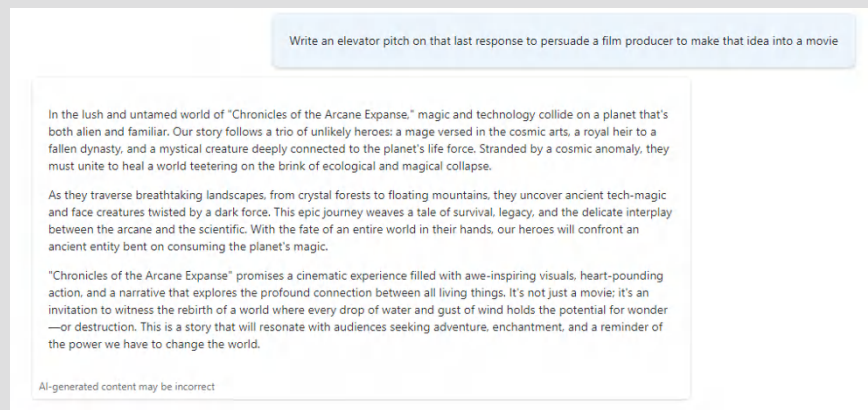 Write an elevator pitch on that last response to persuade a film producer to make that idea into a movie
In the lush and untamed world of "Chronicles of the Arcane Expanse," magic and technology collide on a planet that's
both alien and familiar. Our story follows a trio of unlikely heroes: a mage versed in the cosmic arts, a royal heir to a
fallen dynasty, and a mystical creature deeply connected to the planet's life force. Stranded by a cosmic anomaly, they
must unite to heal a world teetering on the brink of ecological and magical collapse.
As they traverse breathtaking landscapes, from crystal forests to floating mountains, they uncover ancient tech-magic
and face creatures twisted by a dark force. This epic journey weaves a tale of survival, legacy, and the delicate interplay
between the arcane and the scientific. With the fate of an entire world in their hands, our heroes will confront an
ancient entity bent on consuming the planet's magic.
"Chronicles of the Arcane Expanse" promises a cinematic experience filled with awe-inspiring visuals, heart-pounding
action, and a narrative that explores the profound connection between all living things. It's not just a movie; it's an
invitation to witness the rebirth of a world where every drop of water and gust of wind holds the potential for wonder
—or destruction. This is a story that will resonate with audiences seeking adventure, enchantment, and a reminder of
the power we have to change the world.
AI-generated content may be incorrect